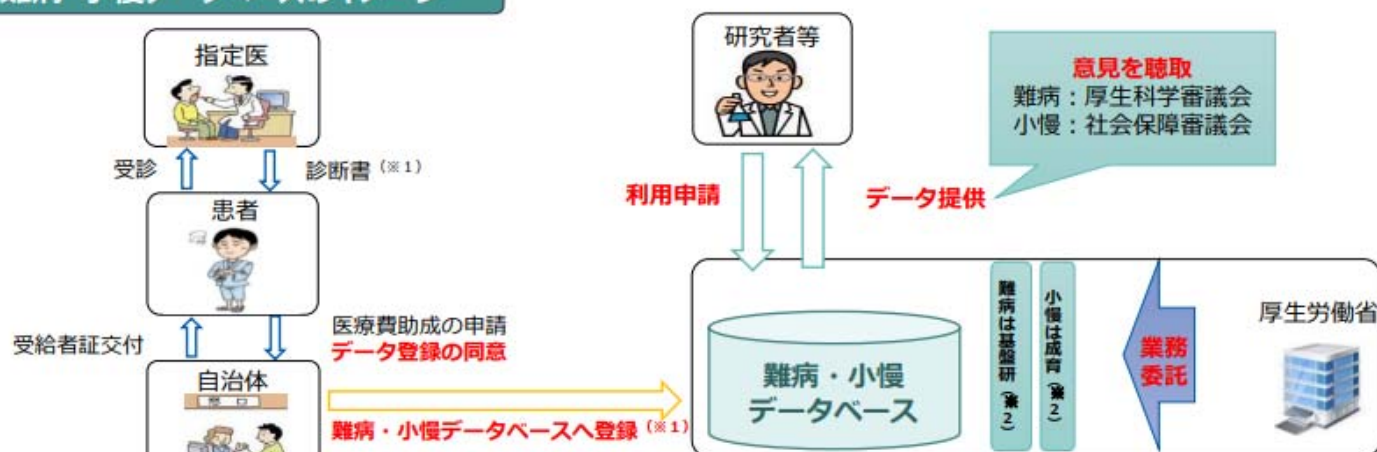 指定医
受診
診断書（※1）
患者
受給者証交付
医療費助成の申請
データ登録の同意
自治体
窓口
難病・小慢データベースへ登録（※1）
研究者等
利用申請
データ提供
意見を聴取
難病：厚生科学審議会
小慢：社会保障審議会
難病・小慢
データベース
難病は基盤研（※2）
小慢は成育（※2）
業務
委託
厚生労働省